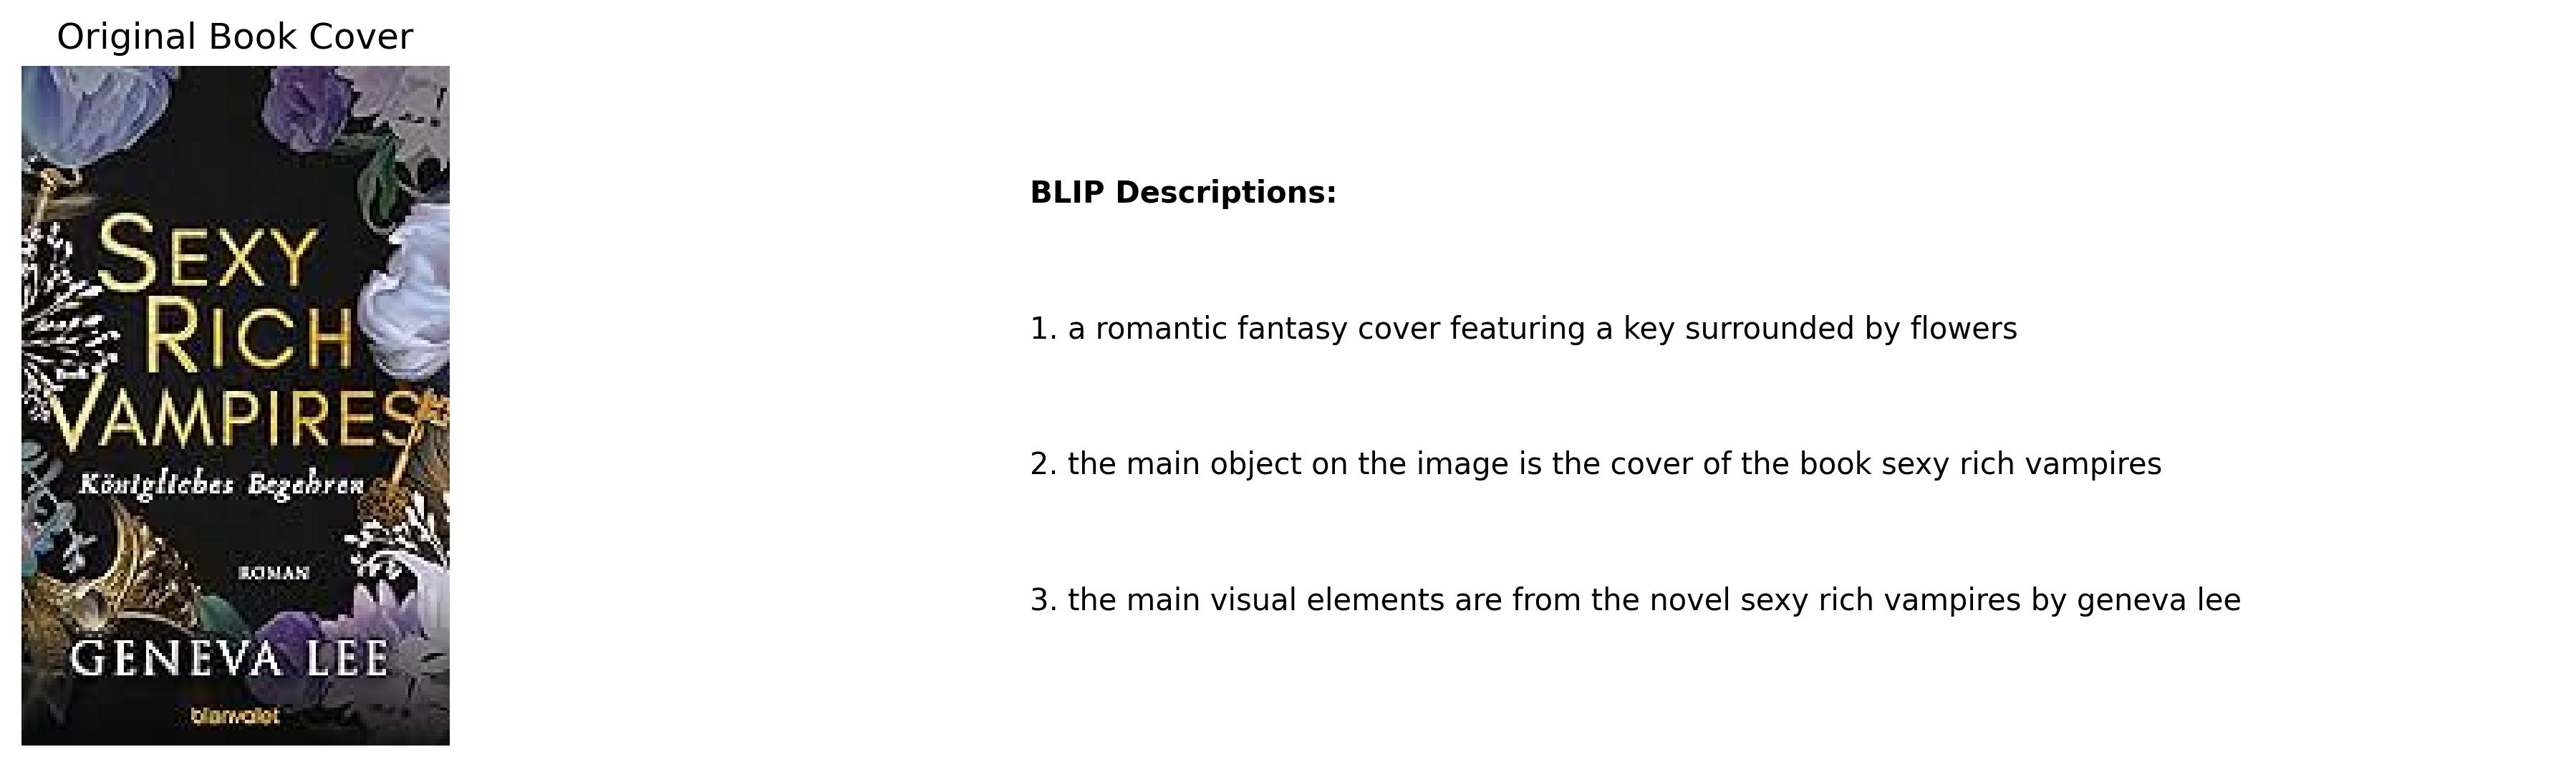 Original Book Cover
SEXY
RICH
VAMPIRES
Königliches Begehren
ROMAN
GENEVA LEE
blanvalet
BLIP Descriptions:
1. a romantic fantasy cover featuring a key surrounded by flowers
2. the main object on the image is the cover of the book sexy rich vampires
3. the main visual elements are from the novel sexy rich vampires by geneva lee